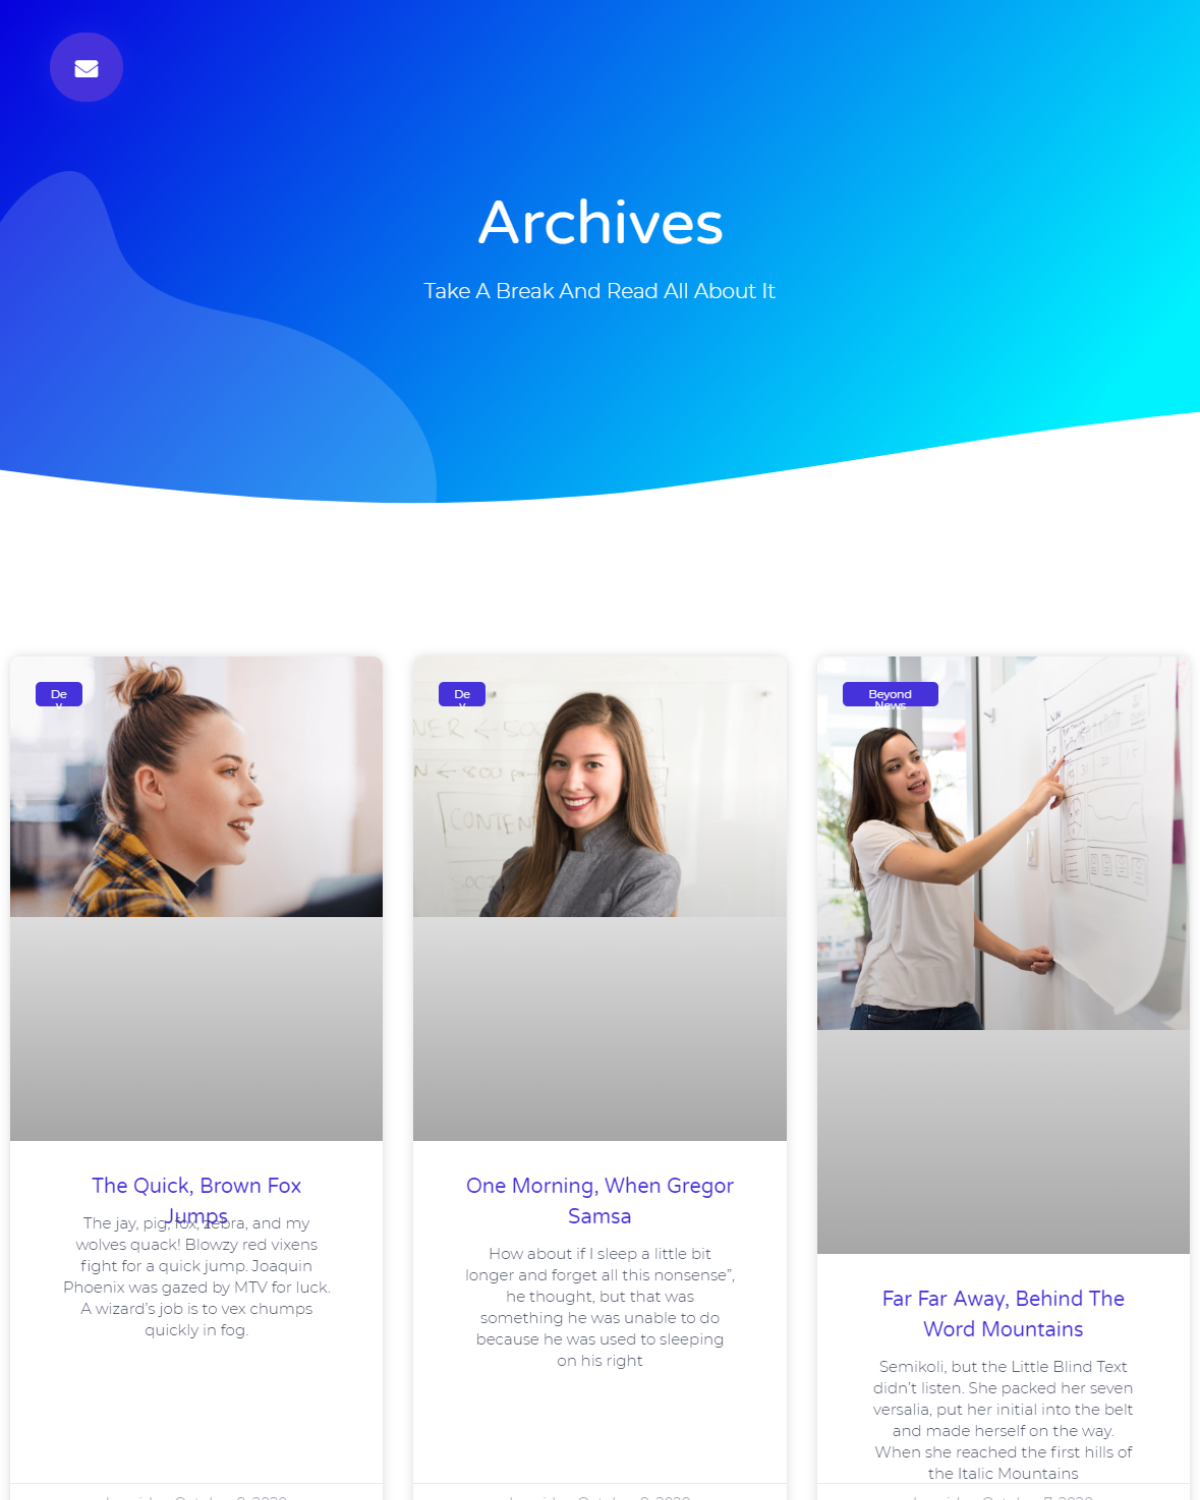 Archives
Take A Break And Read All About It
De
v
De
v
Beyond
News
NER ← 500
CONTEN
The Quick, Brown Fox
Jumps
The jay, pig, fox, zebra, and my
wolves quack! Blowzy red vixens
fight for a quick jump. Joaquin
Phoenix was gazed by MTV for luck.
A wizard’s job is to vex chumps
quickly in fog.
One Morning, When Gregor
Samsa
How about if I sleep a little bit
longer and forget all this nonsense”,
he thought, but that was
something he was unable to do
because he was used to sleeping
on his right
Far Far Away, Behind The
Word Mountains
Semikoli, but the Little Blind Text
didn’t listen. She packed her seven
versalia, put her initial into the belt
and made herself on the way.
When she reached the first hills of
the Italic Mountains